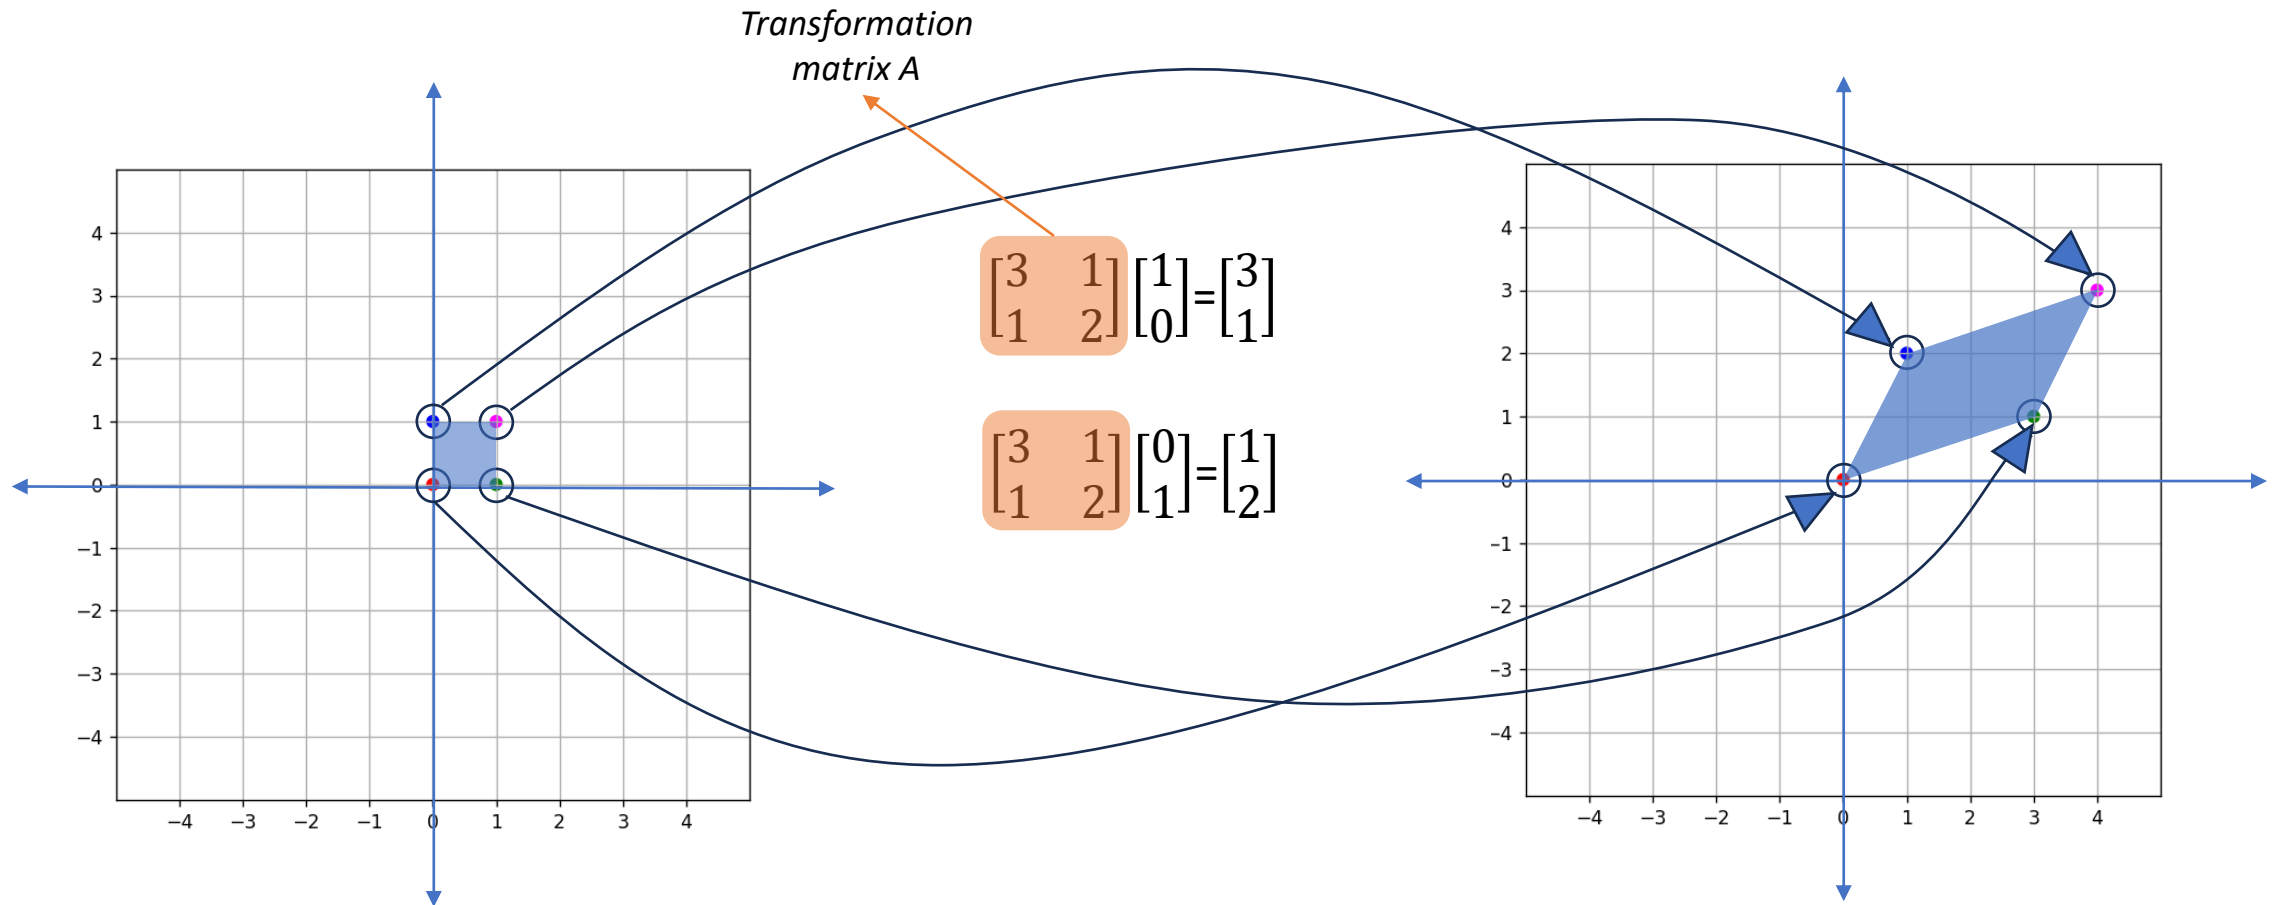 Transformation
matrix A
[3 1] [1]=[3]
[1 2] [0] [1]
[3 1] [0]=[1]
[1 2] [1] [2]
4
3
2
1
0
−1
−2
−3
−4
−4 −3 −2 −1 0 1 2 3 4
4
3
2
1
0
−1
−2
−3
−4
−4 −3 −2 −1 0 1 2 3 4